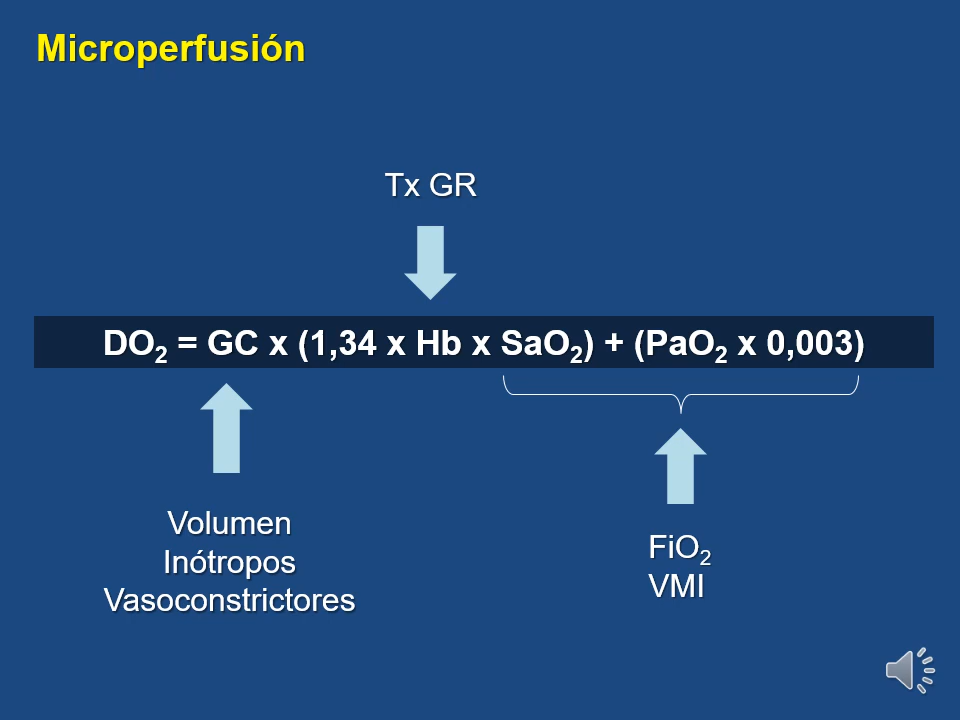 Microperfusión
Tx GR
DO₂ = GC x (1,34 x Hb x SaO₂) + (PaO₂ x 0,003)
Volumen
Inótropos
Vasoconstrictores
FiO₂
VMI